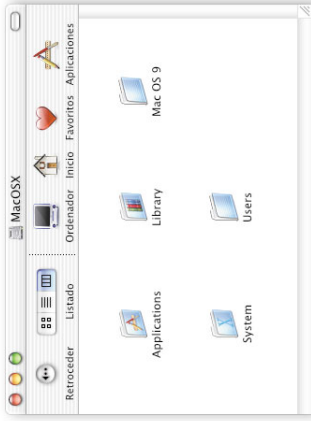 MacOSX
Retroceder Listado Ordenador Inicio Favoritos Aplicaciones
Applications Library Mac OS 9
System Users